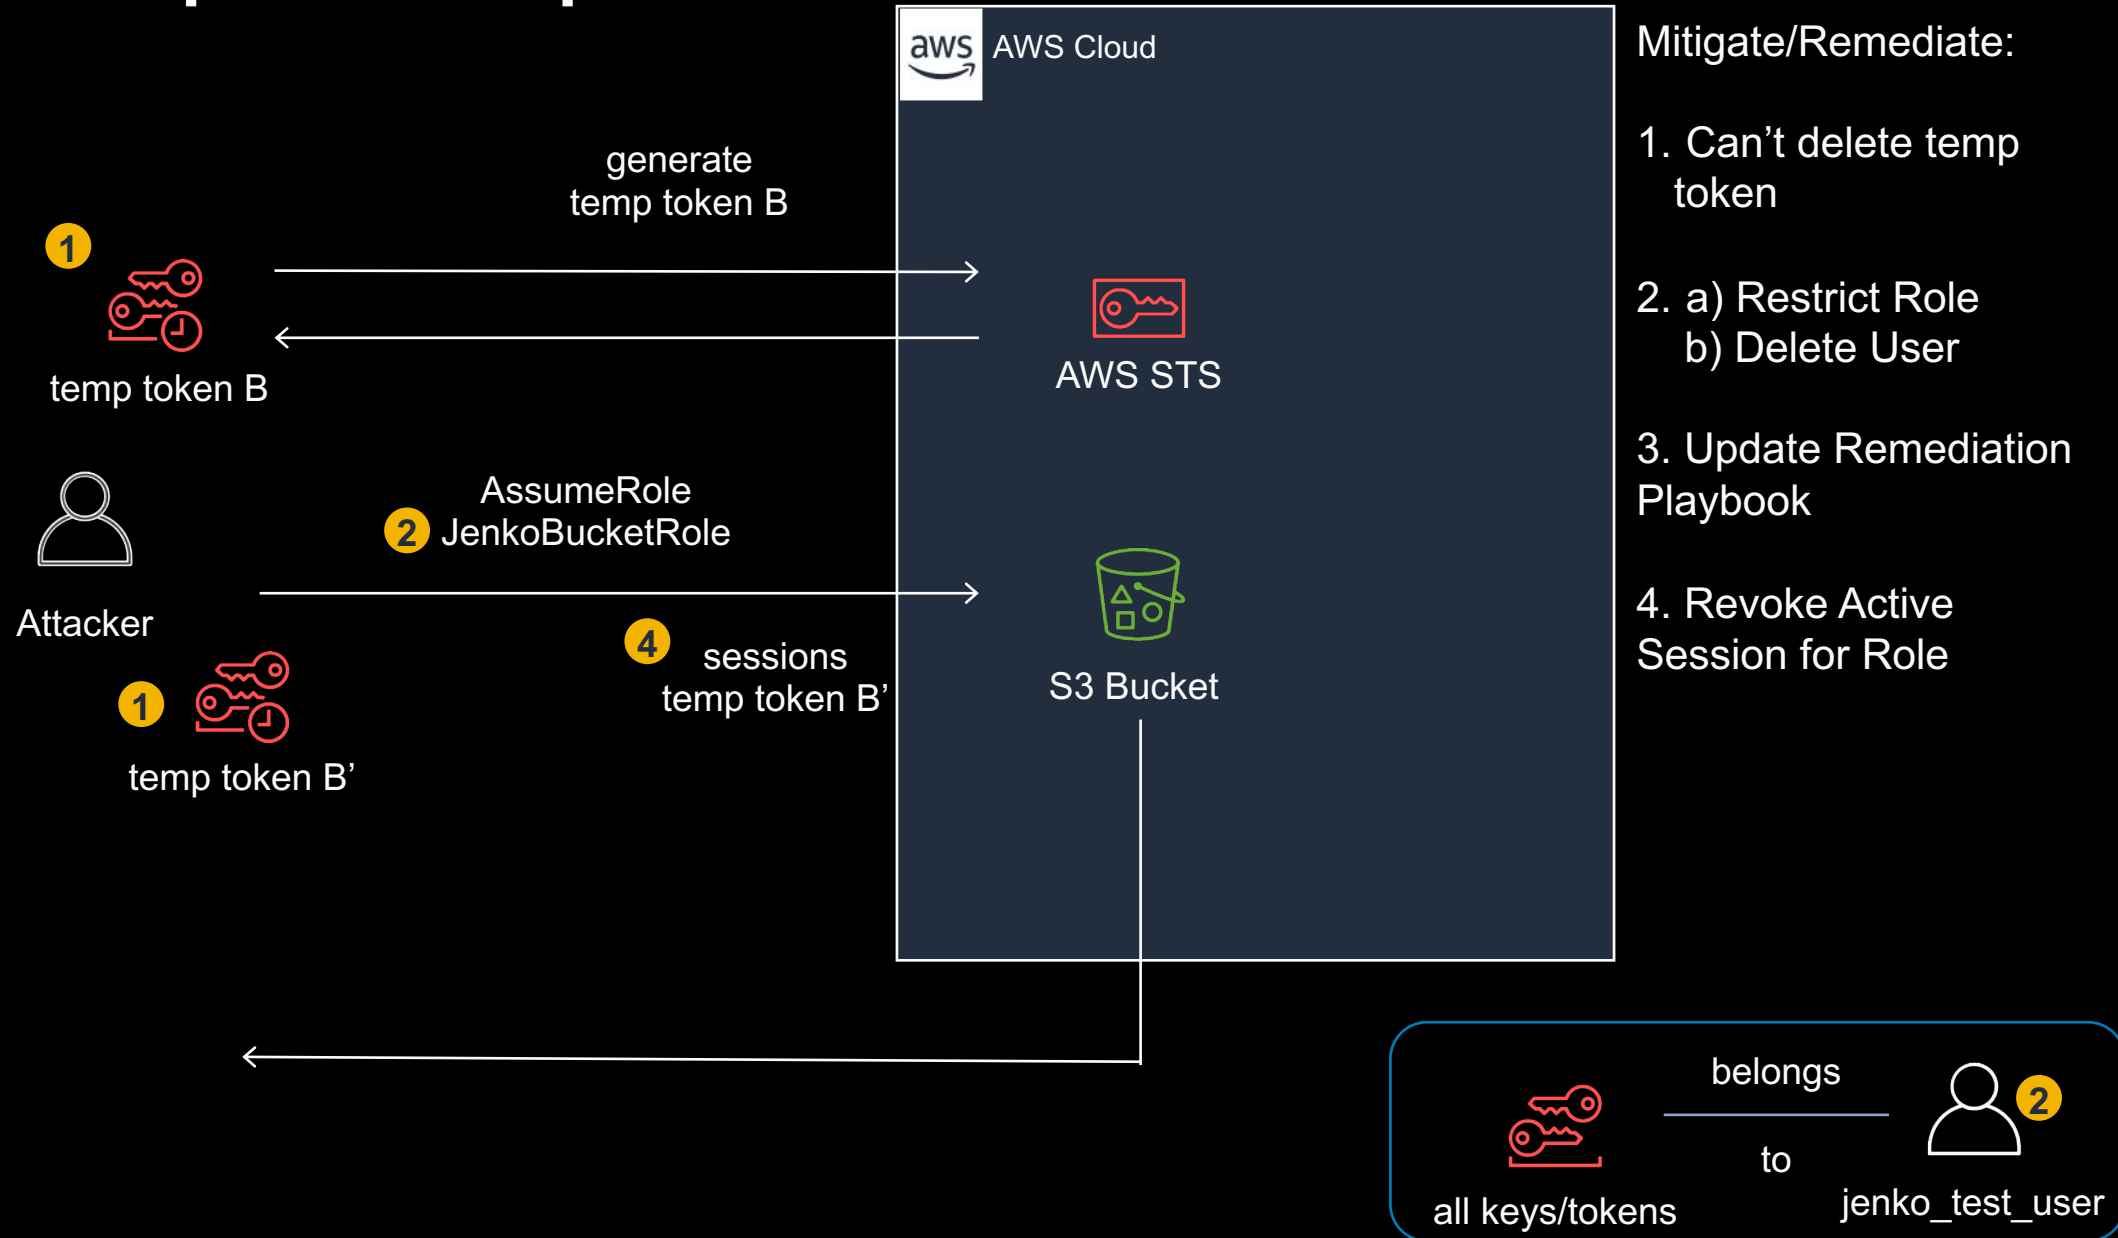 aws
AWS Cloud
generate
temp token B
1
temp token B
AWS STS
AssumeRole
2
JenkoBucketRole
Attacker
4
sessions
temp token B’
S3 Bucket
1
temp token B’
Mitigate/Remediate:
1. Can’t delete temp
token
2. a) Restrict Role
b) Delete User
3. Update Remediation
Playbook
4. Revoke Active
Session for Role
belongs
to
2
all keys/tokens
jenko_test_user